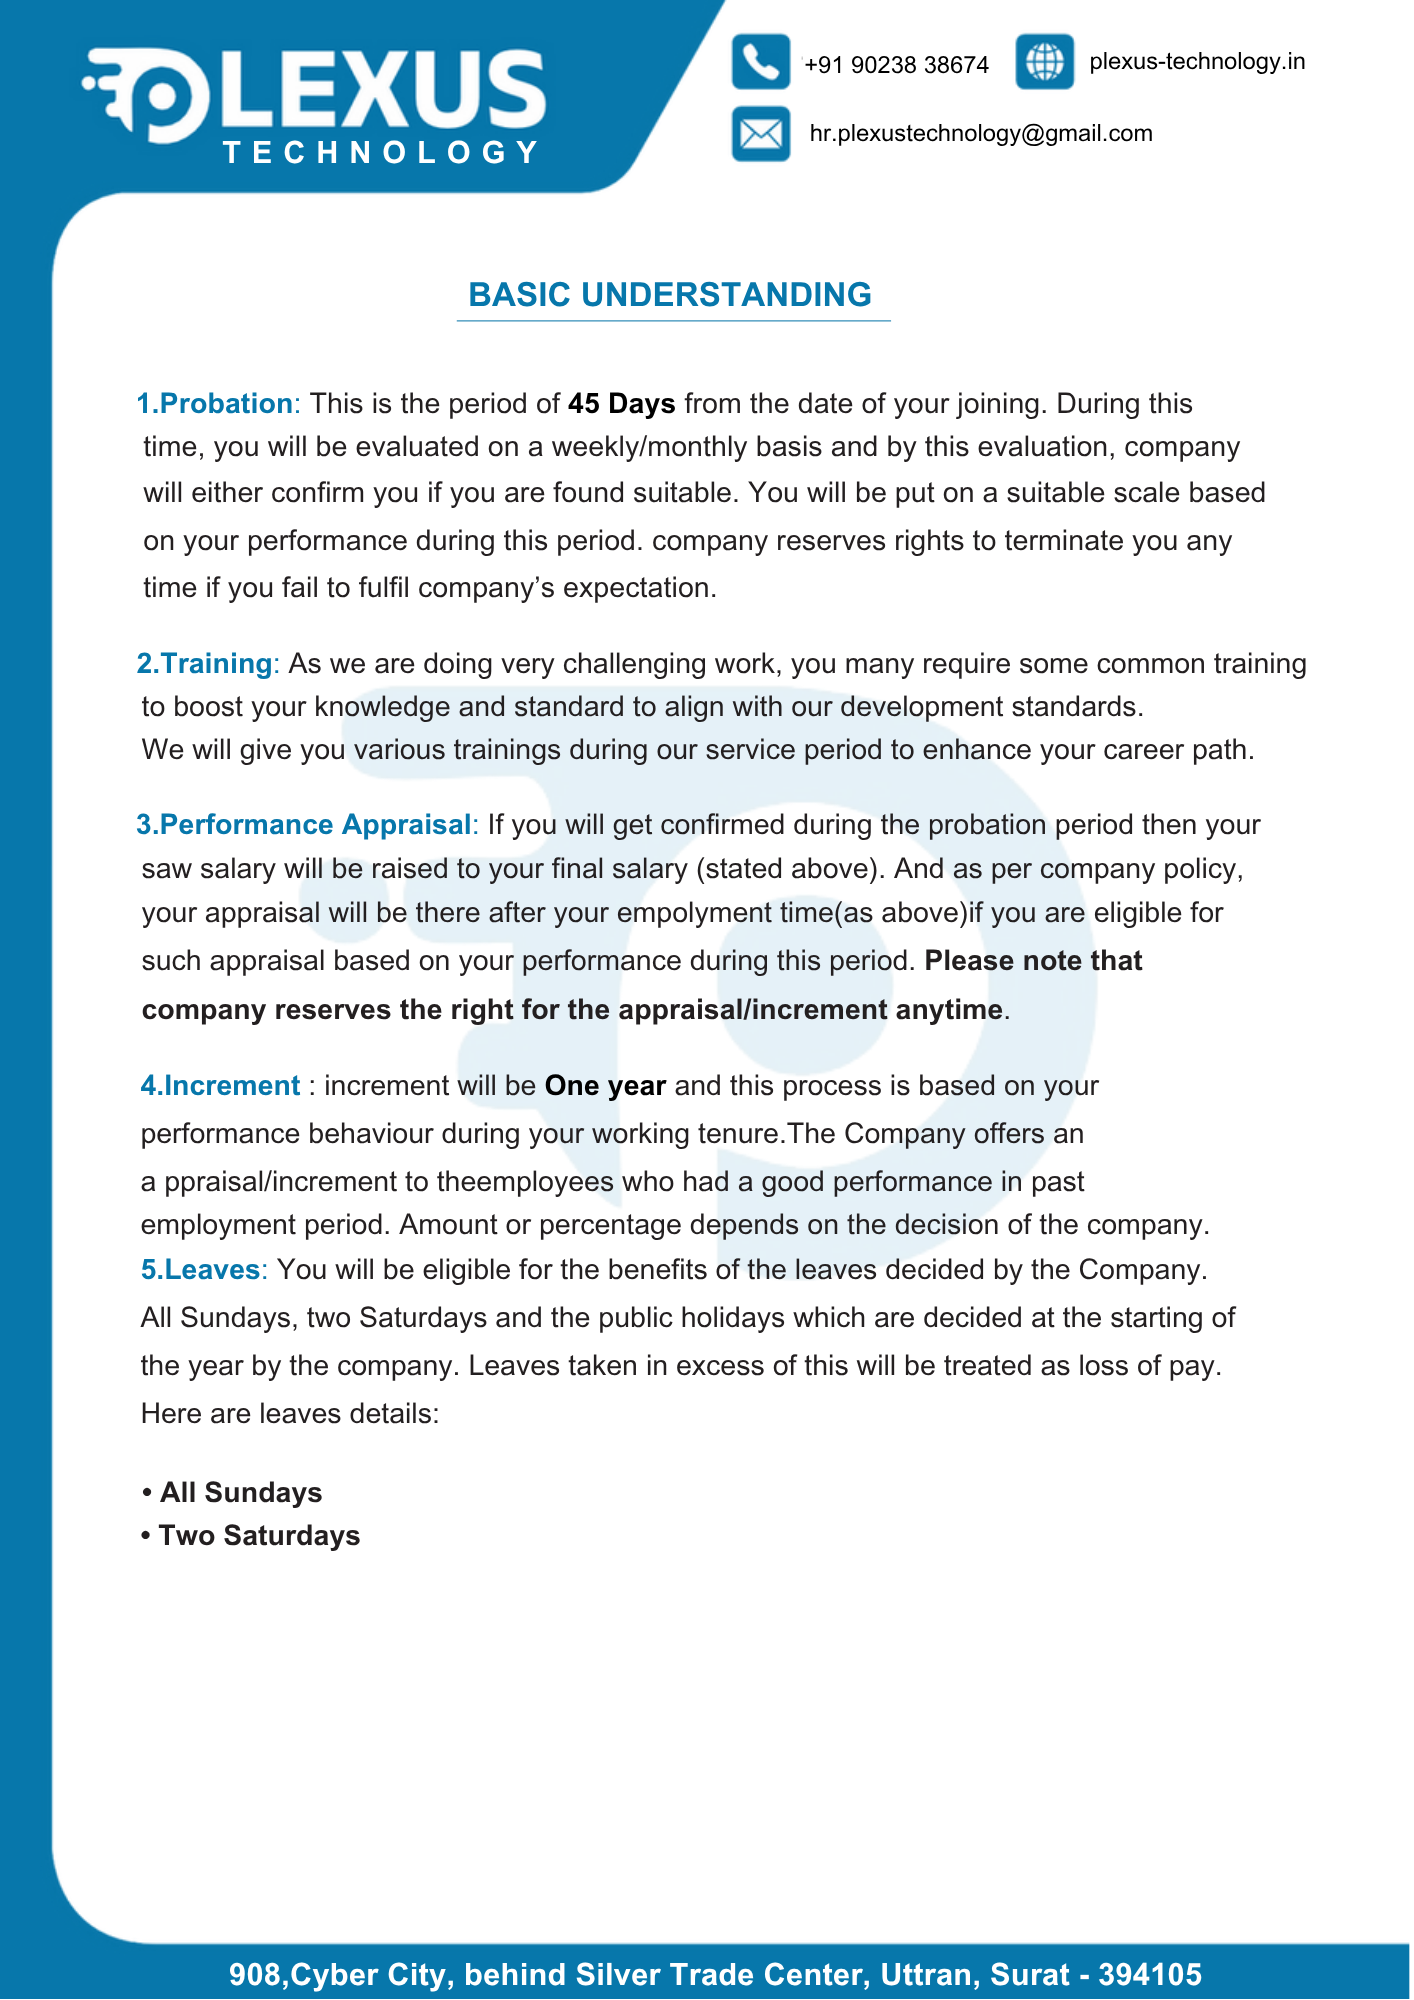 PLEXUS
TECHNOLOGY
+91 90238 38674
plexus-technology.in
hr.plexustechnology@gmail.com
BASIC UNDERSTANDING
1.Probation: This is the period of 45 Days from the date of your joining. During this
time, you will be evaluated on a weekly/monthly basis and by this evaluation, company
will either confirm you if you are found suitable. You will be put on a suitable scale based
on your performance during this period. company reserves rights to terminate you any
time if you fail to fulfil company’s expectation.
2.Training: As we are doing very challenging work, you many require some common training
to boost your knowledge and standard to align with our development standards.
We will give you various trainings during our service period to enhance your career path.
3.Performance Appraisal: If you will get confirmed during the probation period then your
saw salary will be raised to your final salary (stated above). And as per company policy,
your appraisal will be there after your empolyment time(as above)if you are eligible for
such appraisal based on your performance during this period. Please note that
company reserves the right for the appraisal/increment anytime.
4.Increment : increment will be One year and this process is based on your
performance behaviour during your working tenure.The Company offers an
a ppraisal/increment to theemployees who had a good performance in past
employment period. Amount or percentage depends on the decision of the company.
5.Leaves: You will be eligible for the benefits of the leaves decided by the Company.
All Sundays, two Saturdays and the public holidays which are decided at the starting of
the year by the company. Leaves taken in excess of this will be treated as loss of pay.
Here are leaves details:
• All Sundays
• Two Saturdays
908,Cyber City, behind Silver Trade Center, Uttran, Surat - 394105